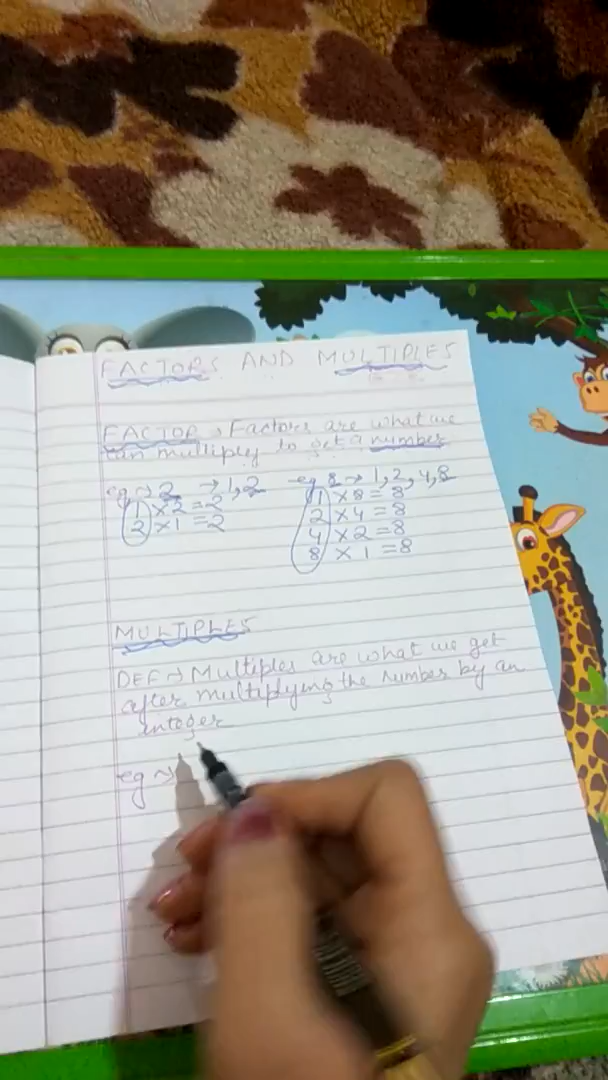 FACTORS AND MULTIPLES
FACTOR → Factors are what we
can multiply to get a number
eg → 2 → 1, 2
1 × 2 = 2
2 × 1 = 2
eg 8 → 1, 2, 4, 8
1 × 8 = 8
2 × 4 = 8
4 × 2 = 8
8 × 1 = 8
MULTIPLES
DEF → Multiples are what we get
after multiplying the number by an
integer
eg →